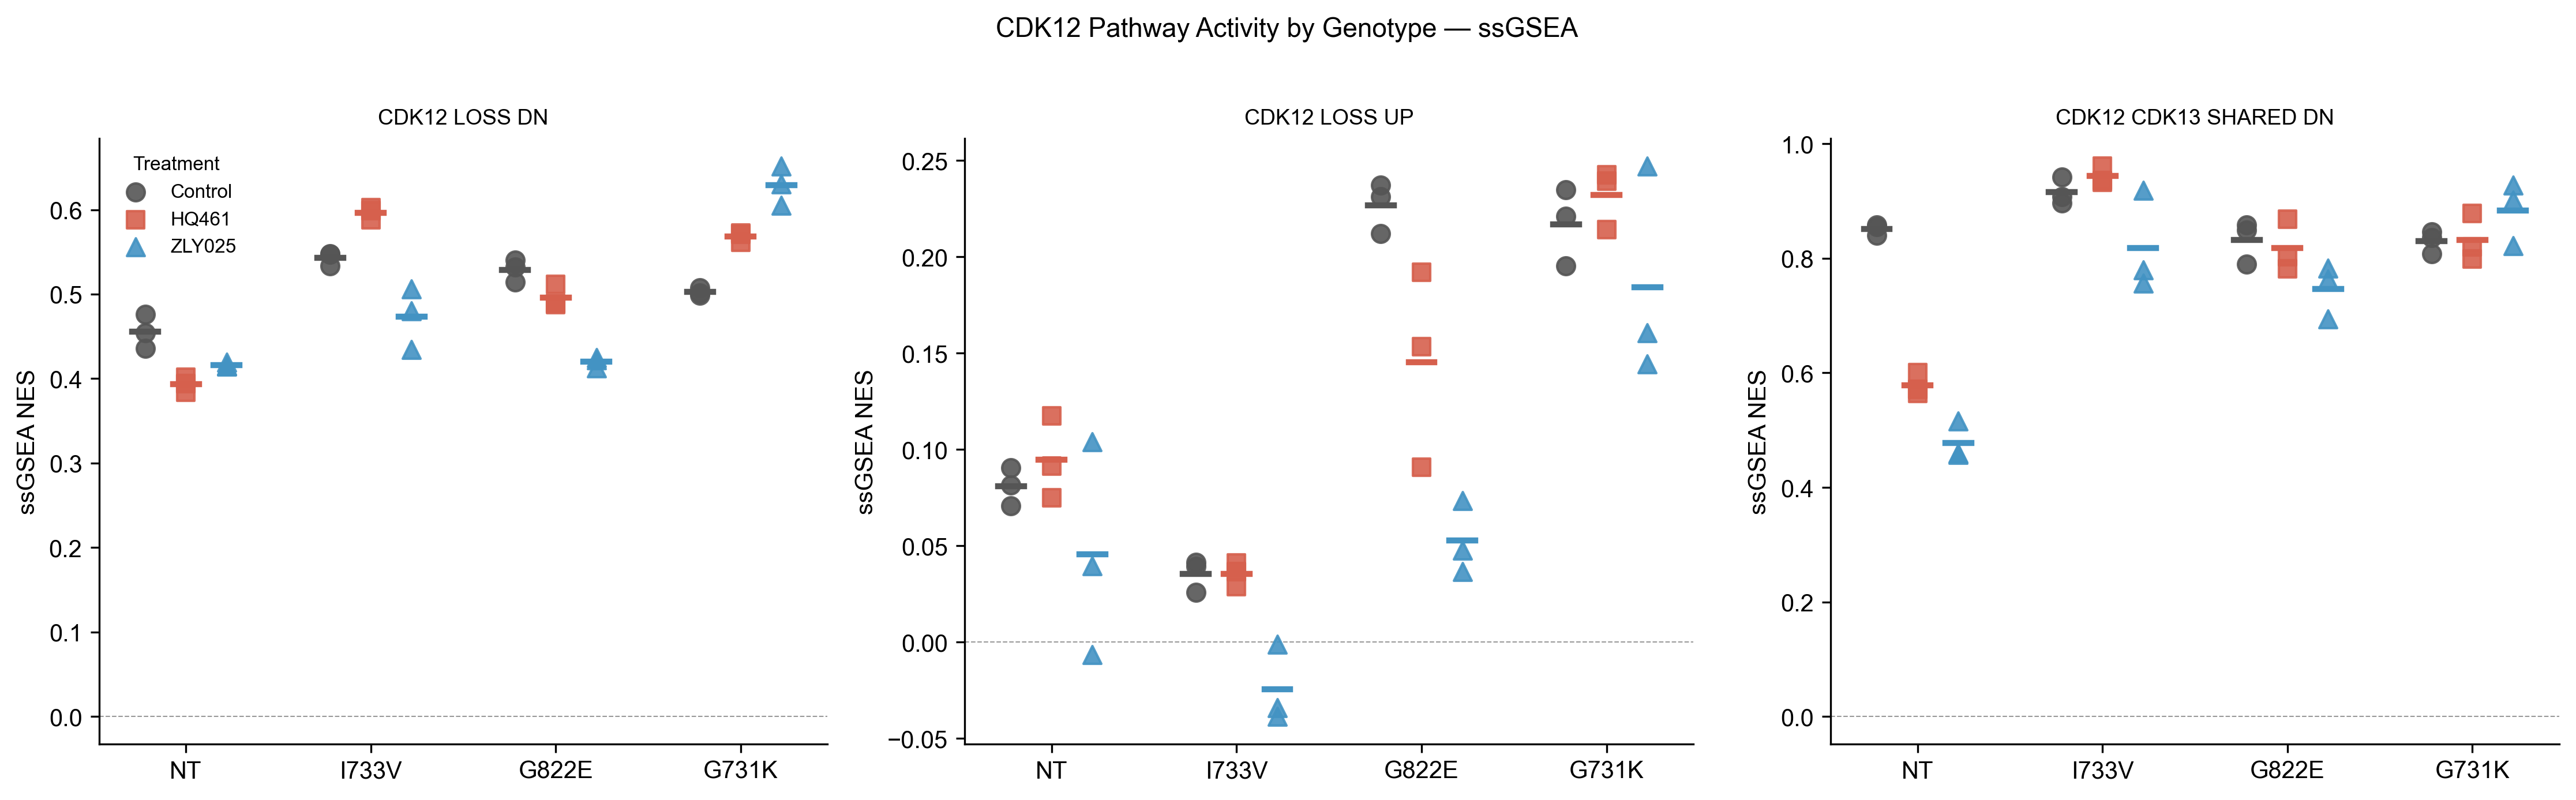 CDK12 Pathway Activity by Genotype — ssGSEA
CDK12 LOSS DN
ssGSEA NES
0.6
0.5
0.4
0.3
0.2
0.1
0.0
Treatment
Control
HQ461
ZLY025
NT
I733V
G822E
G731K
CDK12 LOSS UP
ssGSEA NES
0.25
0.20
0.15
0.10
0.05
0.00
−0.05
NT
I733V
G822E
G731K
CDK12 CDK13 SHARED DN
ssGSEA NES
1.0
0.8
0.6
0.4
0.2
0.0
NT
I733V
G822E
G731K